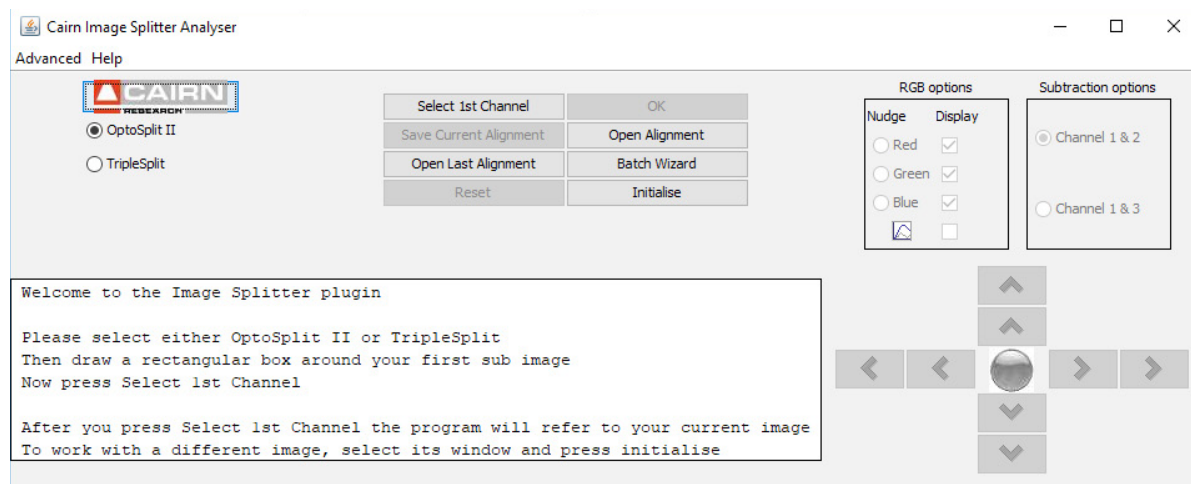 Cairn Image Splitter Analyser
Advanced Help
CAIRN
RESEARCH
OptoSplit II
TripleSplit
Select 1st Channel OK
Save Current Alignment Open Alignment
Open Last Alignment Batch Wizard
Reset Initialise
RGB options
Nudge Display
Red
Green
Blue
Subtraction options
Channel 1 & 2
Channel 1 & 3
Welcome to the Image Splitter plugin
Please select either OptoSplit II or TripleSplit
Then draw a rectangular box around your first sub image
Now press Select 1st Channel
After you press Select 1st Channel the program will refer to your current image
To work with a different image, select its window and press initialise